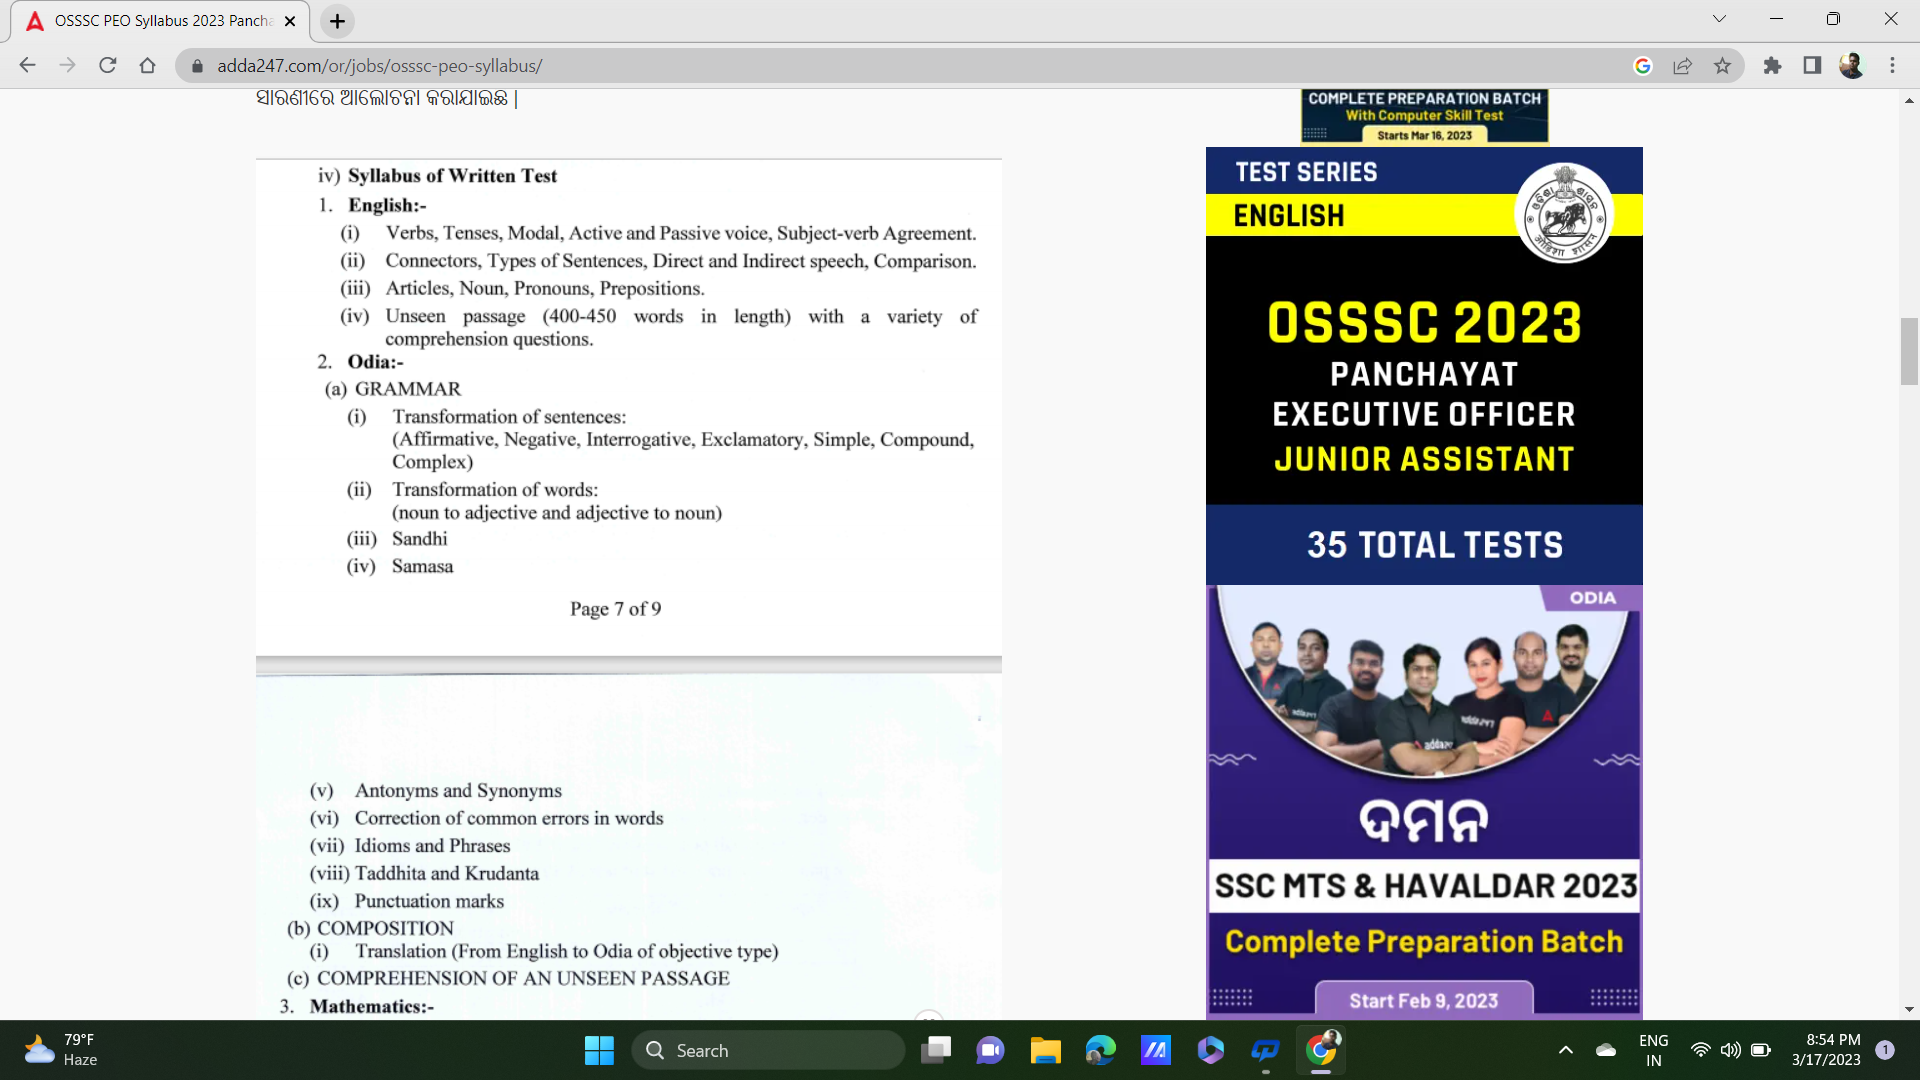 OSSSC PEO Syllabus 2023 Pancha
adda247.com/or/jobs/osssc-peo-syllabus/
ସାରଣୀରେ ଆଲୋଚନା କରାଯାଇଛ |
iv) Syllabus of Written Test
1. English:-
(i) Verbs, Tenses, Modal, Active and Passive voice, Subject-verb Agreement.
(ii) Connectors, Types of Sentences, Direct and Indirect speech, Comparison.
(iii) Articles, Noun, Pronouns, Prepositions.
(iv) Unseen passage (400-450 words in length) with a variety of
comprehension questions.
2. Odia:-
(a) GRAMMAR
(i) Transformation of sentences:
(Affirmative, Negative, Interrogative, Exclamatory, Simple, Compound,
Complex)
(ii) Transformation of words:
(noun to adjective and adjective to noun)
(iii) Sandhi
(iv) Samasa
Page 7 of 9
(v) Antonyms and Synonyms
(vi) Correction of common errors in words
(vii) Idioms and Phrases
(viii) Taddhita and Krudanta
(ix) Punctuation marks
(b) COMPOSITION
(i) Translation (From English to Odia of objective type)
(c) COMPREHENSION OF AN UNSEEN PASSAGE
3. Mathematics:-
COMPLETE PREPARATION BATCH
With Computer Skill Test
Starts Mar 16, 2023
TEST SERIES
ENGLISH
OSSSC 2023
PANCHAYAT
EXECUTIVE OFFICER
JUNIOR ASSISTANT
35 TOTAL TESTS
ODIA
adda247
adda247
ଦମନ
SSC MTS & HAVALDAR 2023
Complete Preparation Batch
Start Feb 9, 2023
79°F
Haze
Search
ENG
IN
8:54 PM
3/17/2023
1